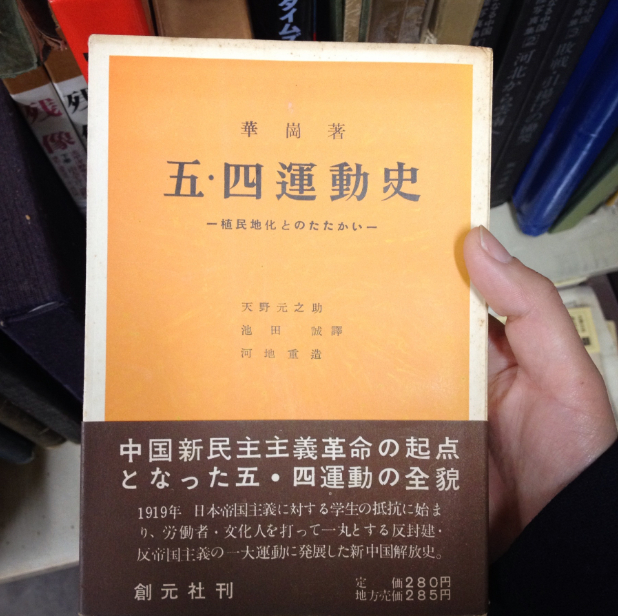 華崗著
五・四運動史
ー植民地化とのたたかいー
天野元之助
池田誠譯
河地重造
中国新民主主義革命の起点
となった五・四運動の全貌
1919年 日本帝国主義に対する学生の抵抗に始ま
り、労働者・文化人を打って一丸とする反封建・
反帝国主義の一大運動に発展した新中国解放史。
創元社刊
定 価280円
地方売価285円
残像
残
タイム